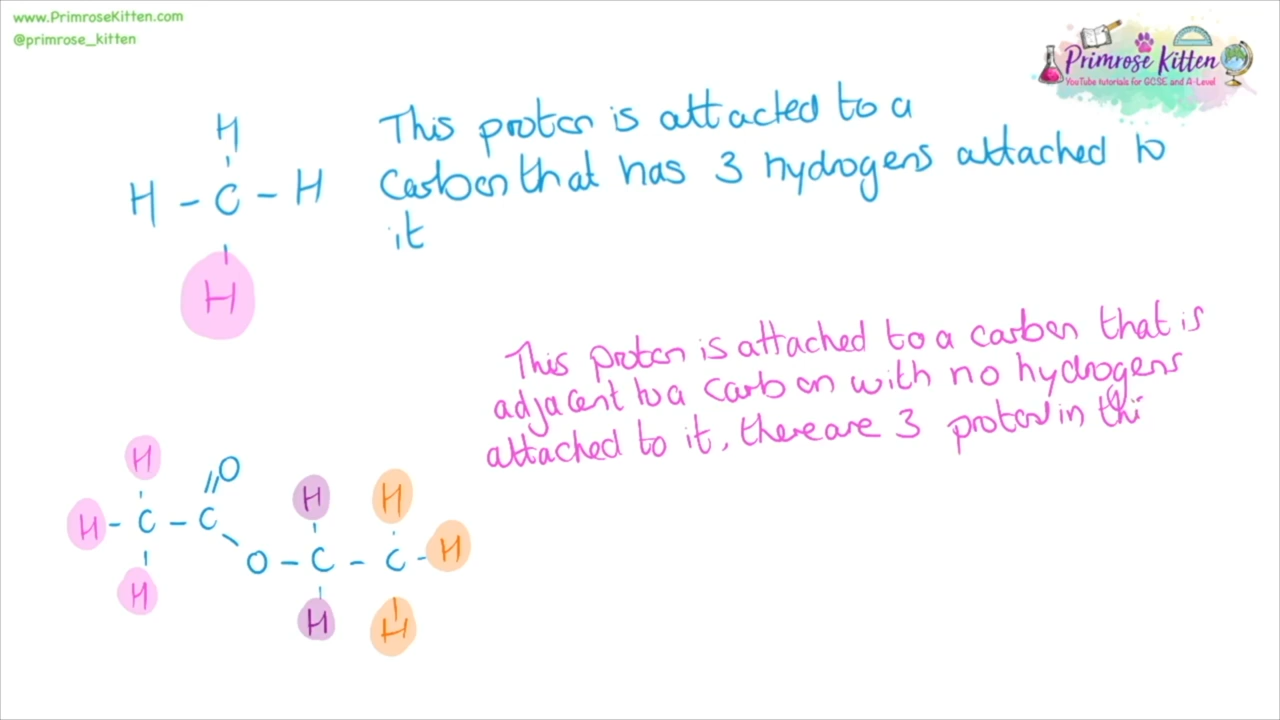 www.PrimroseKitten.com
@primrose_kitten
Primrose Kitten
YouTube tutorials for GCSE and A-Level
H
H - C - H
H
This proton is attached to a
carbon that has 3 hydrogens attached to
it
This proton is attached to a carbon that is
adjacent to a carbon with no hydrogens
attached to it, there are 3 protons in thi
H O H H
H - C - C
O - C - C - H
H H H